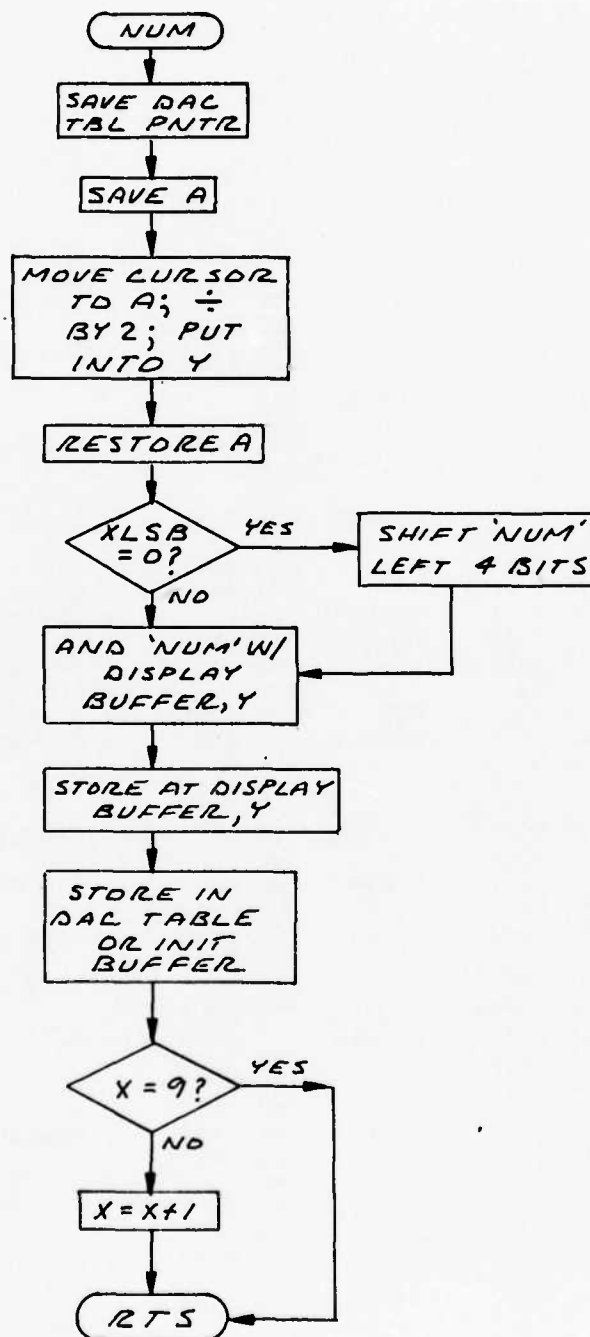 NUM
SAVE DAC
TBL PNTR
SAVE A
MOVE CURSOR
TO A; ÷
BY 2; PUT
INTO Y
RESTORE A
XLSB
= 0?
YES
SHIFT 'NUM'
LEFT 4 BITS
NO
AND 'NUM' W/
DISPLAY
BUFFER, Y
STORE AT DISPLAY
BUFFER, Y
STORE IN
DAC TABLE
OR INIT
BUFFER
X = 9?
YES
NO
X = X+1
RTS